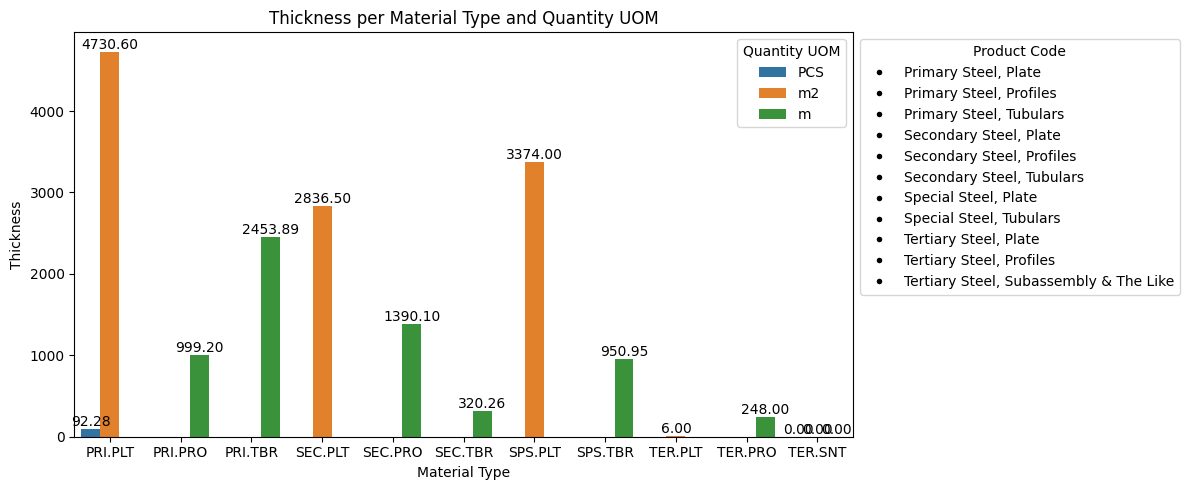 Thickness per Material Type and Quantity UOM
4730.60
92.28
999.20
2453.89
2836.50
1390.10
320.26
3374.00
950.95
6.00
248.00
0.00 0.00 0.00
Quantity UOM
PCS
m2
m
Product Code
Primary Steel, Plate
Primary Steel, Profiles
Primary Steel, Tubulars
Secondary Steel, Plate
Secondary Steel, Profiles
Secondary Steel, Tubulars
Special Steel, Plate
Special Steel, Tubulars
Tertiary Steel, Plate
Tertiary Steel, Profiles
Tertiary Steel, Subassembly & The Like
Thickness
4000
3000
2000
1000
0
PRI.PLT PRI.PRO PRI.TBR SEC.PLT SEC.PRO SEC.TBR SPS.PLT SPS.TBR TER.PLT TER.PRO TER.SNT
Material Type